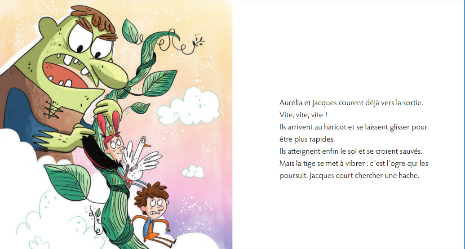 Aurélia et Jacques courent déjà vers la sortie.
Vite, vite, vite !
Ils arrivent au haricot et se laissent glisser pour
être plus rapides.
Ils atteignent enfin le sol et se croient sauvés.
Mais la tige se met à vibrer : c'est l'ogre qui les
poursuit. Jacques court chercher une hache.